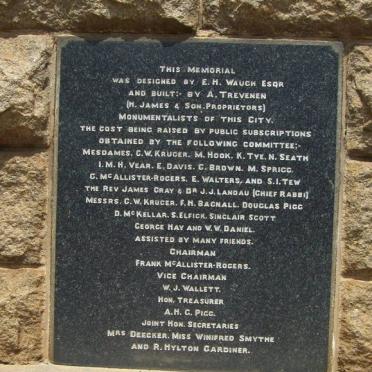 THIS MEMORIAL
WAS DESIGNED BY E.H. WAUGH ESQR
AND BUILT:- BY A. TREVENEN
(H. JAMES & SON. PROPRIETORS)
MONUMENTALISTS OF THIS CITY.
THE COST BEING RAISED BY PUBLIC SUBSCRIPTIONS
OBTAINED BY THE FOLLOWING COMMITTEE:-
MESDAMES. C.W. KRUGER. M. HOOK. K. TYE. N. SEATH
I. M. H. VEAR. E. DAVIS. C. BROWN. M. SPRIGG.
G. MCALLISTER-ROGERS. E. WALTERS, AND S.I. TEW
THE REV JAMES GRAY & DR J.J. LANDAU (CHIEF RABBI)
MESSRS. C.W. KRUGER. F.H. BAGNALL. DOUGLAS PIGG
D. MCKELLAR. S. ELFICK. SINCLAIR SCOTT
GEORGE HAY AND W.W. DANIEL.
ASSISTED BY MANY FRIENDS.
CHAIRMAN
FRANK MCALLISTER-ROGERS.
VICE CHAIRMAN
W. J. WALLETT.
HON. TREASURER
A.H.G. PIGG.
JOINT HON. SECRETARIES
MRS DEECKER. MISS WINIFRED SMYTHE
AND R. HYLTON GARDINER.